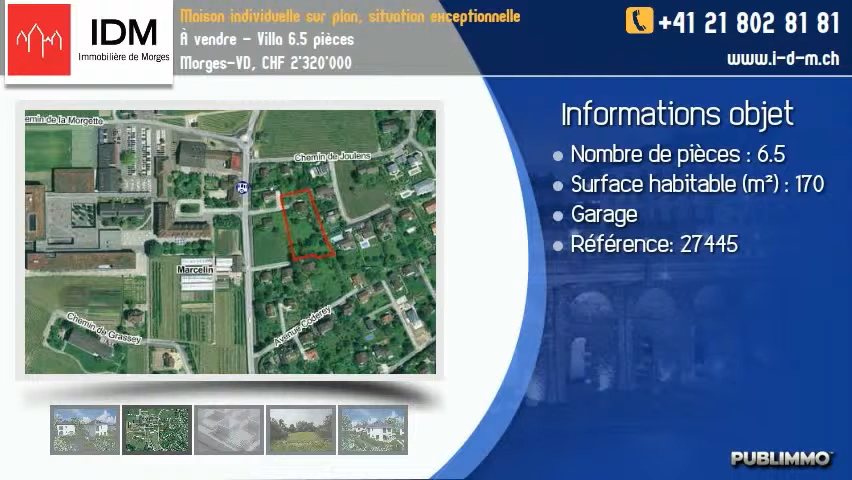 IDM
Immobilière de Morges
Maison individuelle sur plan, situation exceptionnelle
À vendre - Villa 6.5 pièces
Morges-VD, CHF 2'320'000
+41 21 802 81 81
www.i-d-m.ch
emin de la Morgette
Chemin de Joulens
Marcelin
Chemin de Grassey
Avenue Coderey
Informations objet
Nombre de pièces : 6.5
Surface habitable (m²) : 170
Garage
Référence: 27445
PUBLIMMO